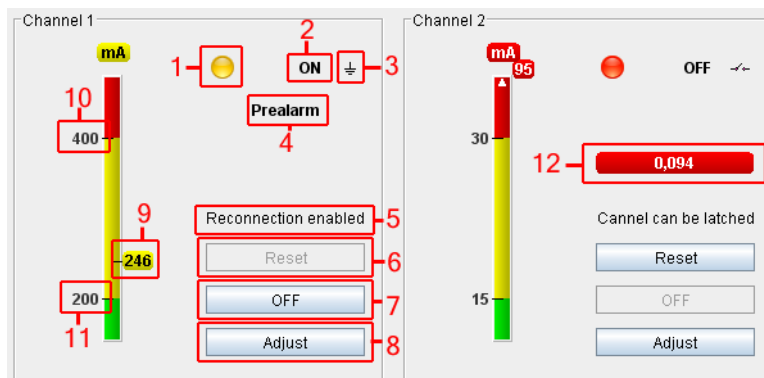 Channel 1
mA
1
2
ON
3
Prealarm
4
10
400
9
246
200
11
Reconnection enabled
5
Reset
6
OFF
7
Adjust
8
Channel 2
mA
95
OFF
30
12
0,094
Cannel can be latched
Reset
15
OFF
Adjust